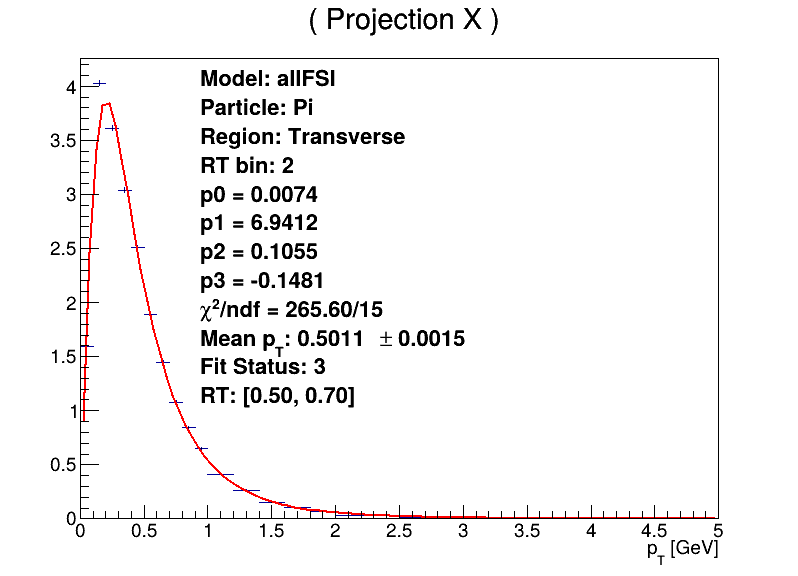 ( Projection X )
Model: allFSI
Particle: Pi
Region: Transverse
RT bin: 2
p0 = 0.0074
p1 = 6.9412
p2 = 0.1055
p3 = -0.1481
χ²/ndf = 265.60/15
Mean p_T: 0.5011 ± 0.0015
Fit Status: 3
RT: [0.50, 0.70]
4
3.5
3
2.5
2
1.5
1
0.5
0
0 0.5 1 1.5 2 2.5 3 3.5 4 4.5 5
p_T [GeV]